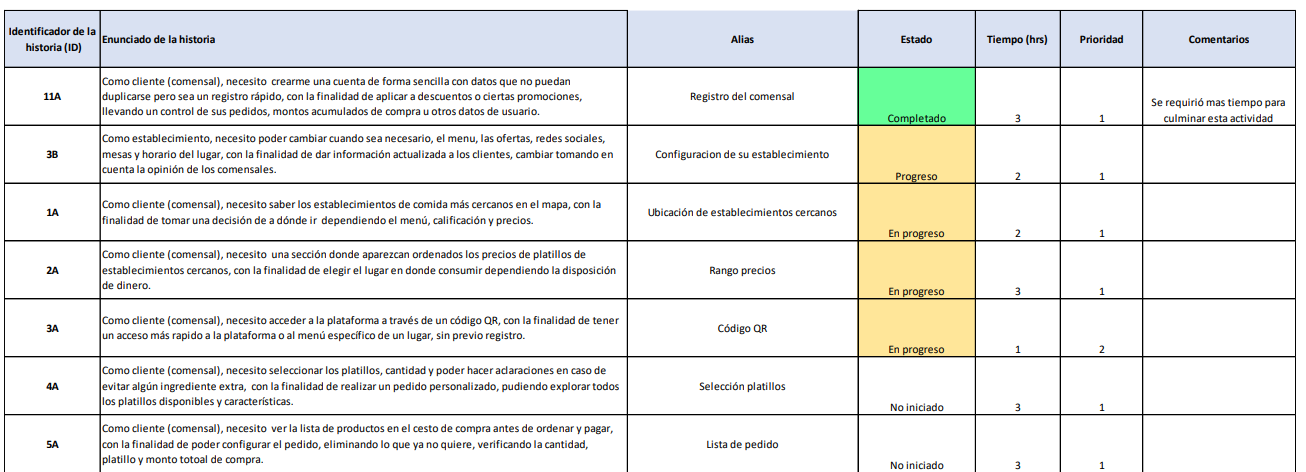 Identificador de la historia (ID) Enunciado de la historia Alias Estado Tiempo (hrs) Prioridad Comentarios
11A
Como cliente (comensal), necesito crearme una cuenta de forma sencilla con datos que no puedan
duplicarse pero sea un registro rápido, con la finalidad de aplicar a descuentos o ciertas promociones,
llevando un control de sus pedidos, montos acumulados de compra u otros datos de usuario.
Registro del comensal
Completado
3
1
Se requirió mas tiempo para
culminar esta actividad
3B
Como establecimiento, necesito poder cambiar cuando sea necesario, el menu, las ofertas, redes sociales,
mesas y horario del lugar, con la finalidad de dar información actualizada a los clientes, cambiar tomando en
cuenta la opinión de los comensales.
Configuracion de su establecimiento
Progreso
2
1
1A
Como cliente (comensal), necesito saber los establecimientos de comida más cercanos en el mapa, con la
finalidad de tomar una decisión de a dónde ir dependiendo el menú, calificación y precios.
Ubicación de establecimientos cercanos
En progreso
2
1
2A
Como cliente (comensal), necesito una sección donde aparezcan ordenados los precios de platillos de
establecimientos cercanos, con la finalidad de elegir el lugar en donde consumir dependiendo la disposición
de dinero.
Rango precios
En progreso
3
1
3A
Como cliente (comensal), necesito acceder a la plataforma a través de un código QR, con la finalidad de tener
un acceso más rapido a la plataforma o al menú específico de un lugar, sin previo registro.
Código QR
En progreso
1
2
4A
Como cliente (comensal), necesito seleccionar los platillos, cantidad y poder hacer aclaraciones en caso de
evitar algún ingrediente extra, con la finalidad de realizar un pedido personalizado, pudiendo explorar todos
los platillos disponibles y características.
Selección platillos
No iniciado
3
1
5A
Como cliente (comensal), necesito ver la lista de productos en el cesto de compra antes de ordenar y pagar,
con la finalidad de poder configurar el pedido, eliminando lo que ya no quiere, verificando la cantidad,
platillo y monto totoal de compra.
Lista de pedido
No iniciado
3
1